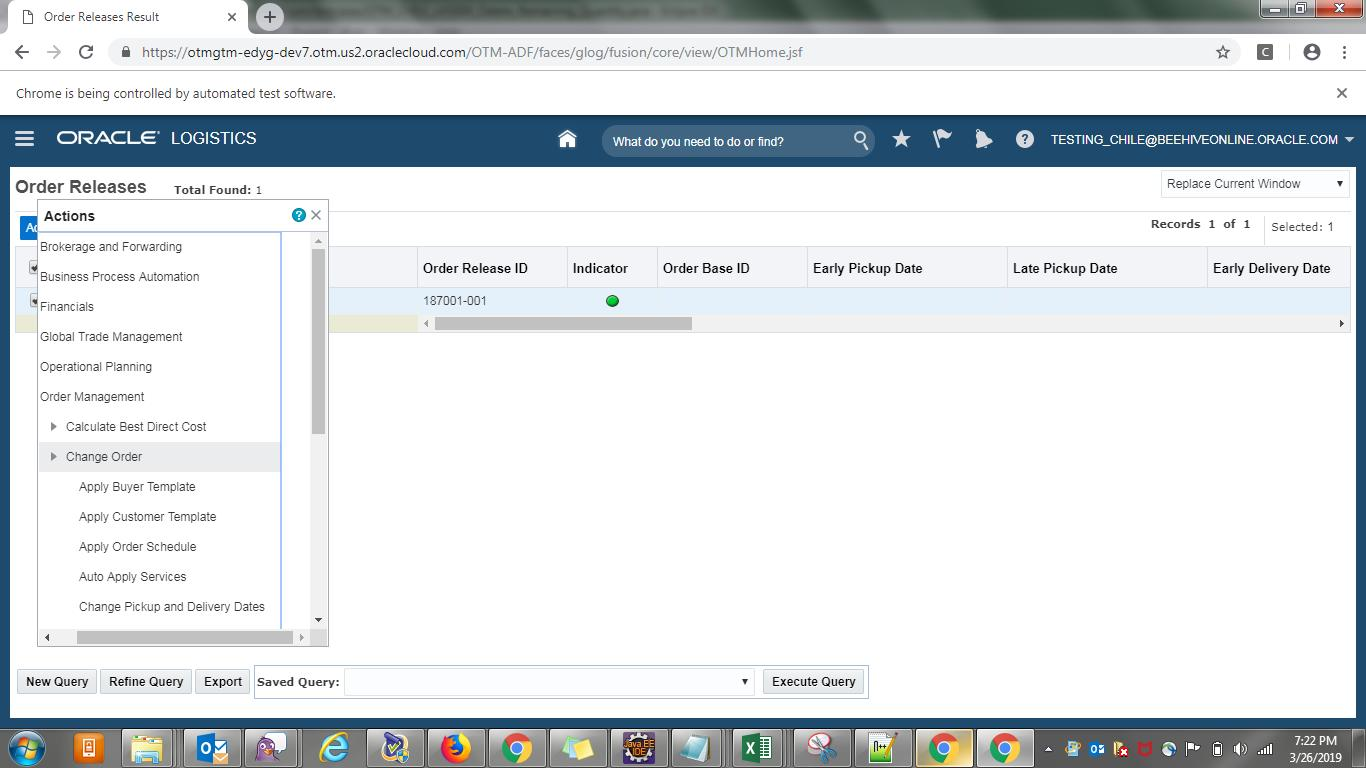 Order Releases Result
https://otmgtm-edyg-dev7.otm.us2.oraclecloud.com/OTM-ADF/faces/glog/fusion/core/view/OTMHome.jsf
C
Chrome is being controlled by automated test software.
ORACLE LOGISTICS
What do you need to do or find?
TESTING_CHILE@BEEHIVEONLINE.ORACLE.COM
Order Releases Total Found: 1
Replace Current Window
Records 1 of 1 Selected: 1
Actions
Order Release ID Indicator Order Base ID Early Pickup Date Late Pickup Date Early Delivery Date
187001-001
Brokerage and Forwarding
Business Process Automation
Financials
Global Trade Management
Operational Planning
Order Management
Calculate Best Direct Cost
Change Order
Apply Buyer Template
Apply Customer Template
Apply Order Schedule
Auto Apply Services
Change Pickup and Delivery Dates
New Query Refine Query Export Saved Query: Execute Query
Java EE
IDE
7:22 PM
3/26/2019